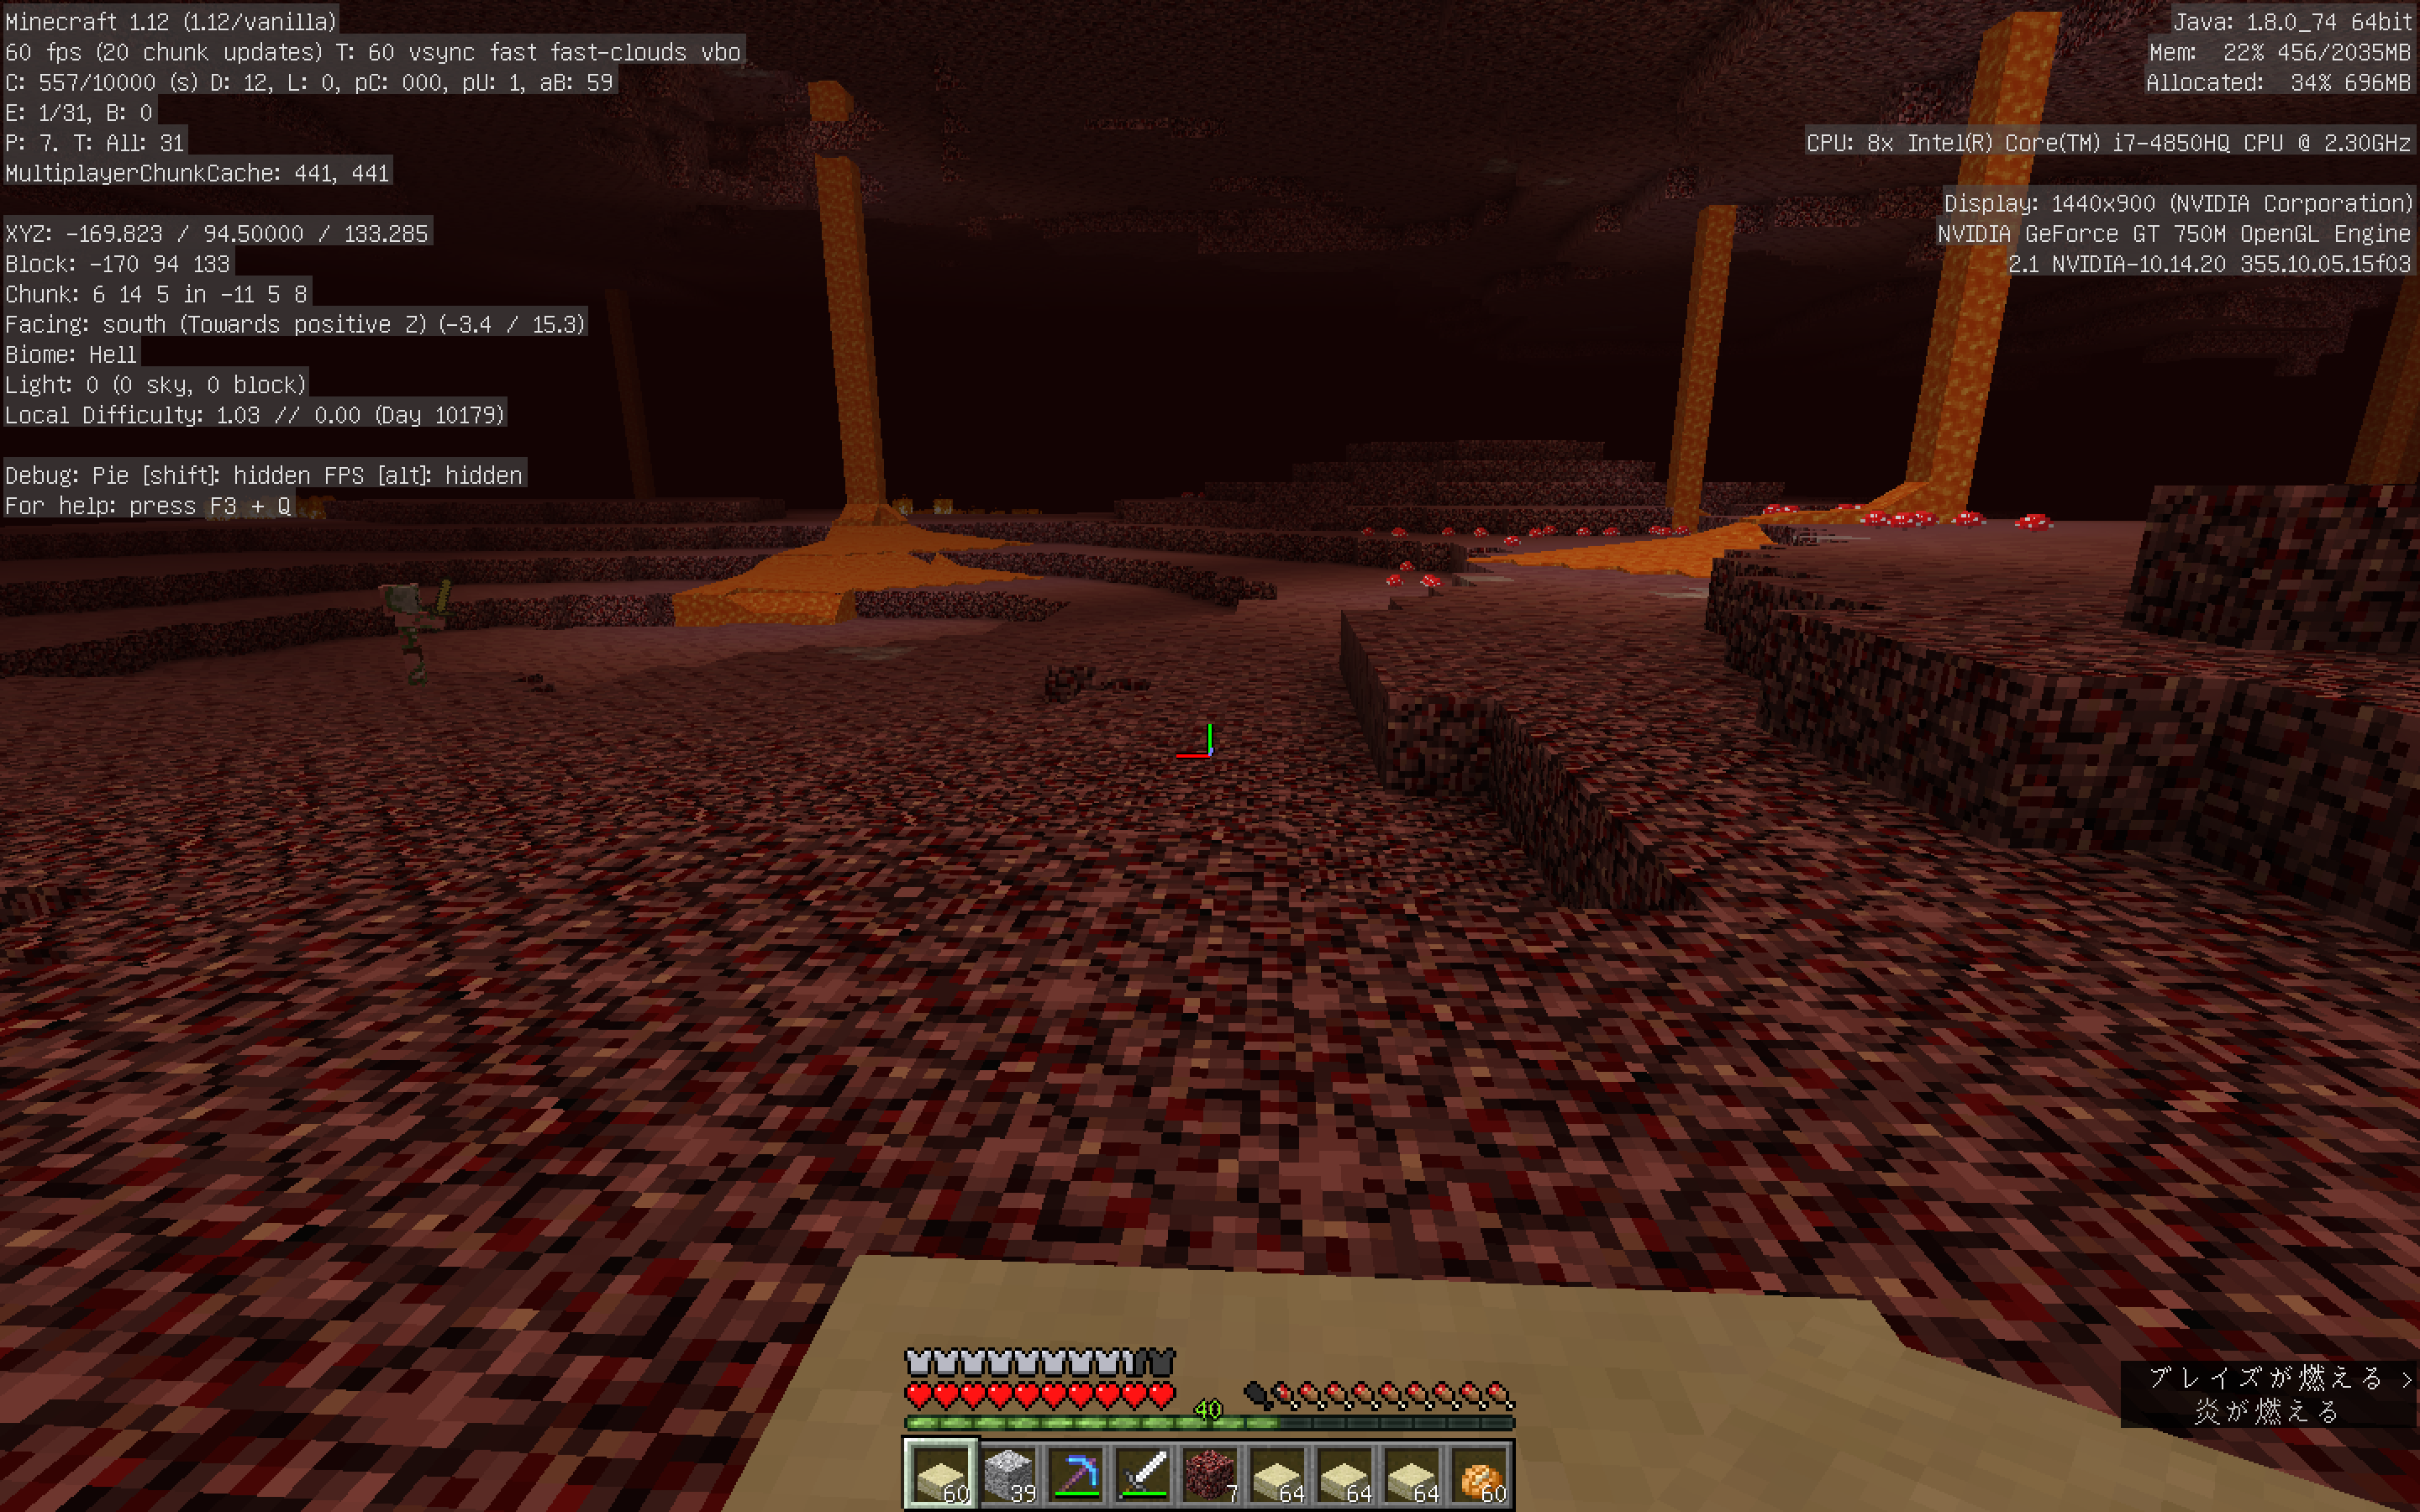 Minecraft 1.12 (1.12/vanilla)
60 fps (20 chunk updates) T: 60 vsync fast fast-clouds vbo
C: 557/10000 (s) D: 12, L: 0, pC: 000, pU: 1, aB: 59
E: 1/31, B: 0
P: 7. T: All: 31
MultiplayerChunkCache: 441, 441
XYZ: -169.823 / 94.50000 / 133.285
Block: -170 94 133
Chunk: 6 14 5 in -11 5 8
Facing: south (Towards positive Z) (-3.4 / 15.3)
Biome: Hell
Light: 0 (0 sky, 0 block)
Local Difficulty: 1.03 // 0.00 (Day 10179)
Debug: Pie [shift]: hidden FPS [alt]: hidden
For help: press F3 + Q
Java: 1.8.0_74 64bit
Mem: 22% 456/2035MB
Allocated: 34% 696MB
CPU: 8x Intel(R) Core(TM) i7-4850HQ CPU @ 2.30GHz
Display: 1440x900 (NVIDIA Corporation)
NVIDIA GeForce GT 750M OpenGL Engine
2.1 NVIDIA-10.14.20 355.10.05.15f03
ブレイズが燃える >
炎が燃える
40
60 39 7 64 64 64 60